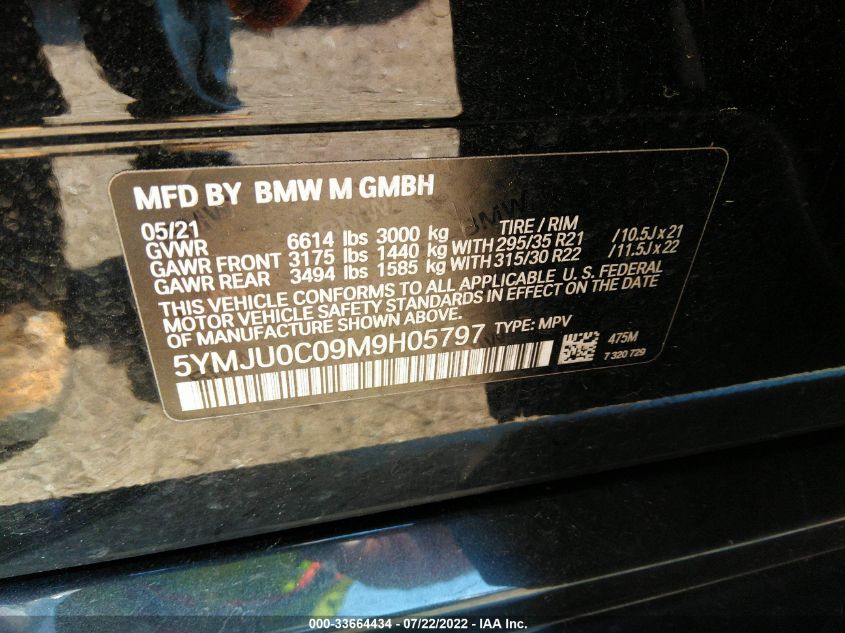 MFD BY BMW M GMBH
05/21 TIRE / RIM
GVWR 6614 lbs 3000 kg
GAWR FRONT 3175 lbs 1440 kg WITH 295/35 R21 /10.5J x 21
GAWR REAR 3494 lbs 1585 kg WITH 315/30 R22 /11.5J x 22
THIS VEHICLE CONFORMS TO ALL APPLICABLE U. S. FEDERAL
MOTOR VEHICLE SAFETY STANDARDS IN EFFECT ON THE DATE
OF MANUFACTURE SHOWN ABOVE.
5YMJU0C09M9H05797 TYPE: MPV
475M
7 320 729
000-33664434 - 07/22/2022 - IAA Inc.